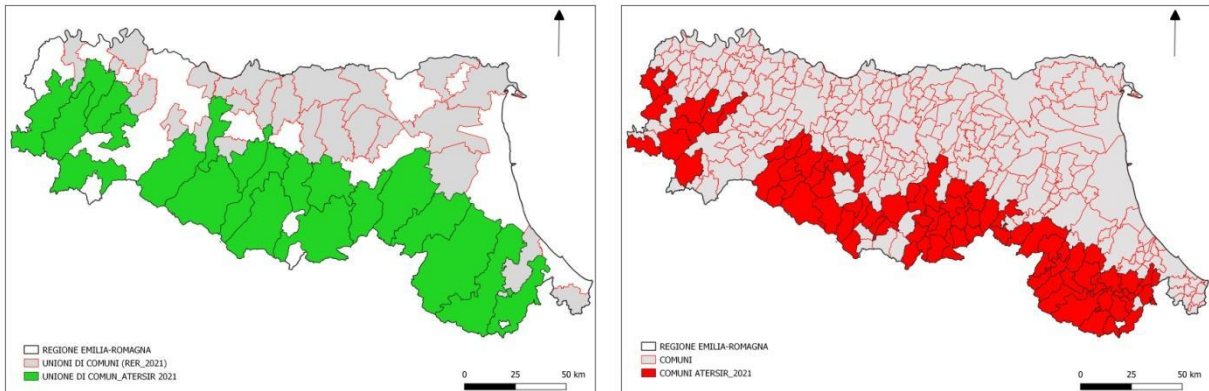 REGIONE EMILIA-ROMAGNA
UNIONI DI COMUNI (RER_2021)
UNIONE DI COMUN_ATERSIR 2021
0 25 50 km
REGIONE EMILIA-ROMAGNA
COMUNI
COMUNI ATERSIR_2021
0 25 50 km